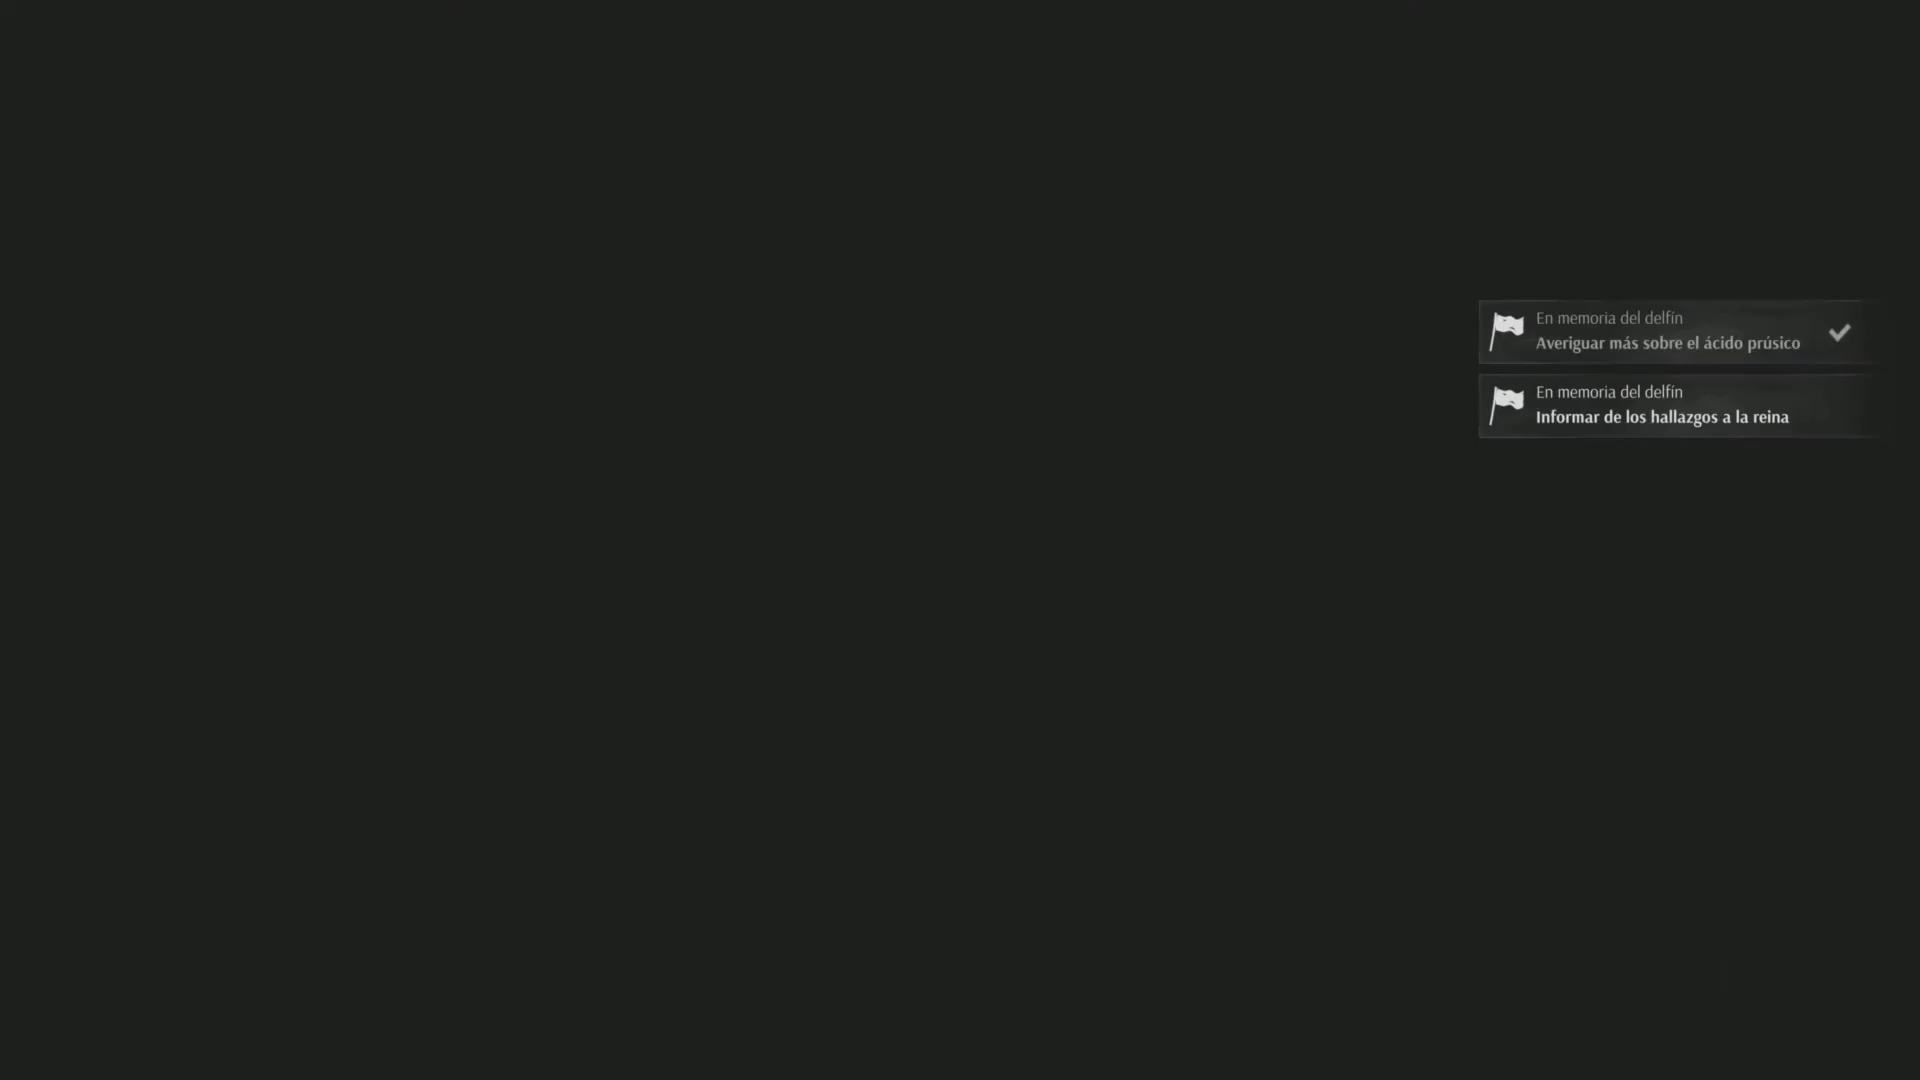 En memoria del delfín
Averiguar más sobre el ácido prúsico
En memoria del delfín
Informar de los hallazgos a la reina